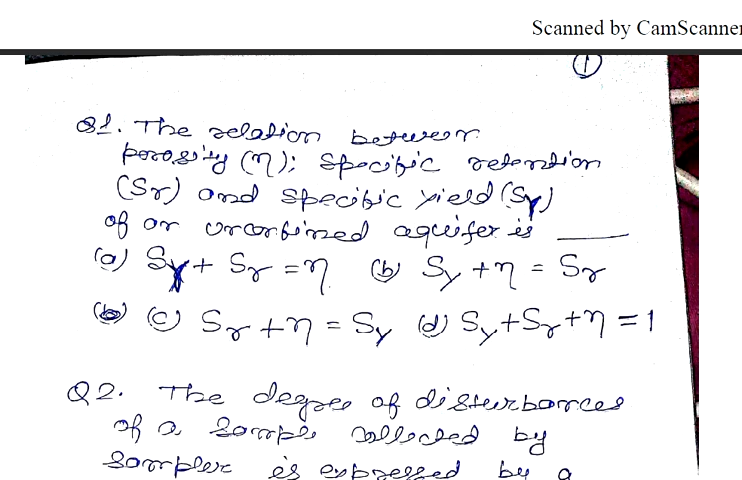 Scanned by CamScanner
1
Q1. The relation between
porosity (η); specific retention
(Sr) and specific yield (Sy)
of an unconfined aquifer is ____
(a) Sy + Sr = η (b) Sy + η = Sr
(c) Sr + η = Sy (d) Sy + Sr + η = 1
Q2. The degree of disturbances
of a sample collected by
sampler is expressed by a